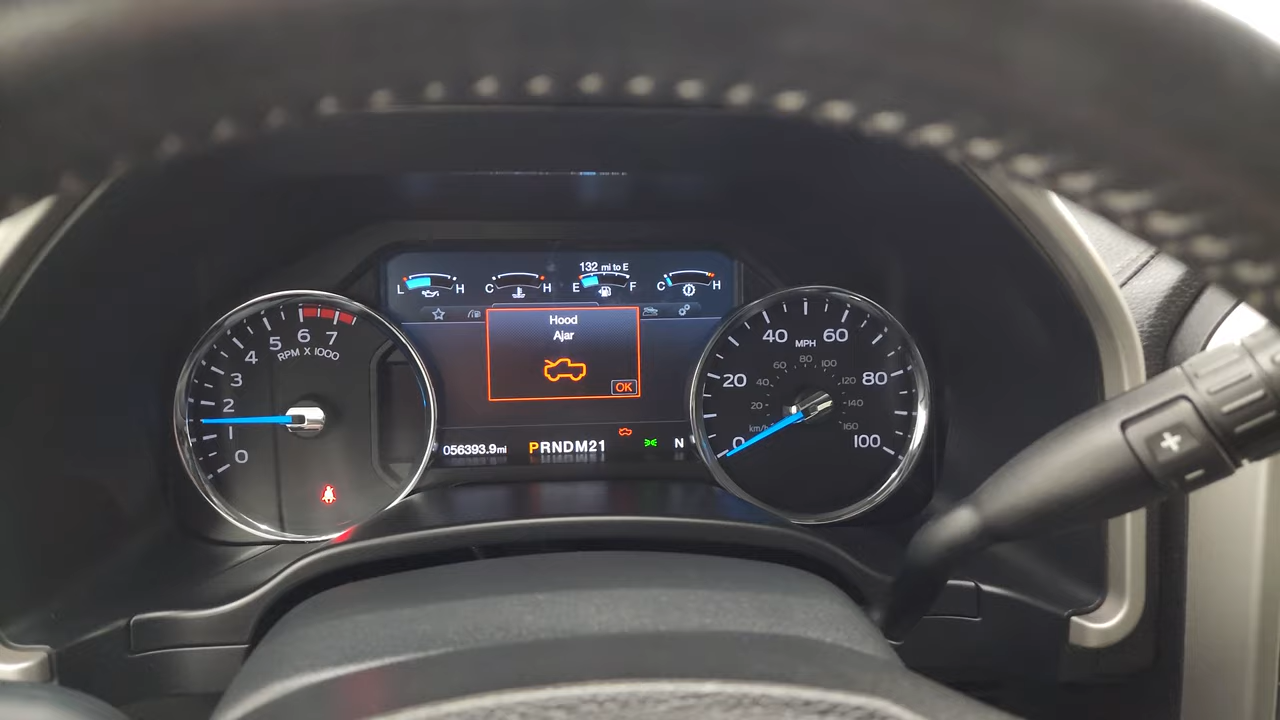 132 mi to E
L H C H E F C H
Hood
Ajar
OK
056393.9mi PRNDM21 N
0 1 2 3 4 5 6 7
RPM X 1000
0 20 40 60 80 100
MPH
20 40 60 80 100 120 140 160
km/h
+
-